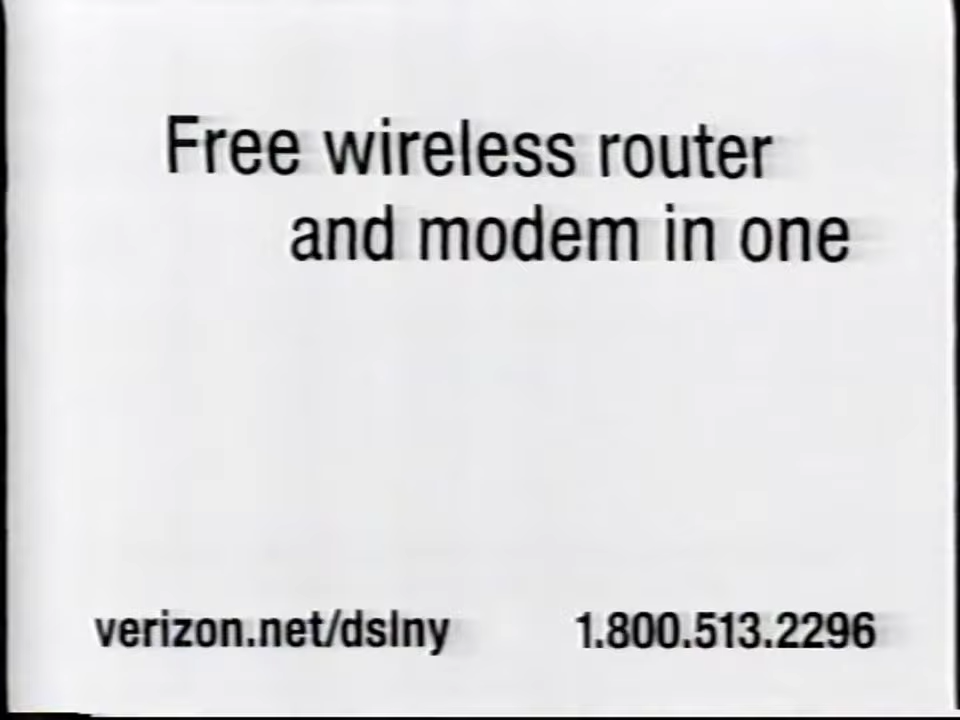 Free wireless router
and modem in one
verizon.net/dslny
1.800.513.2296